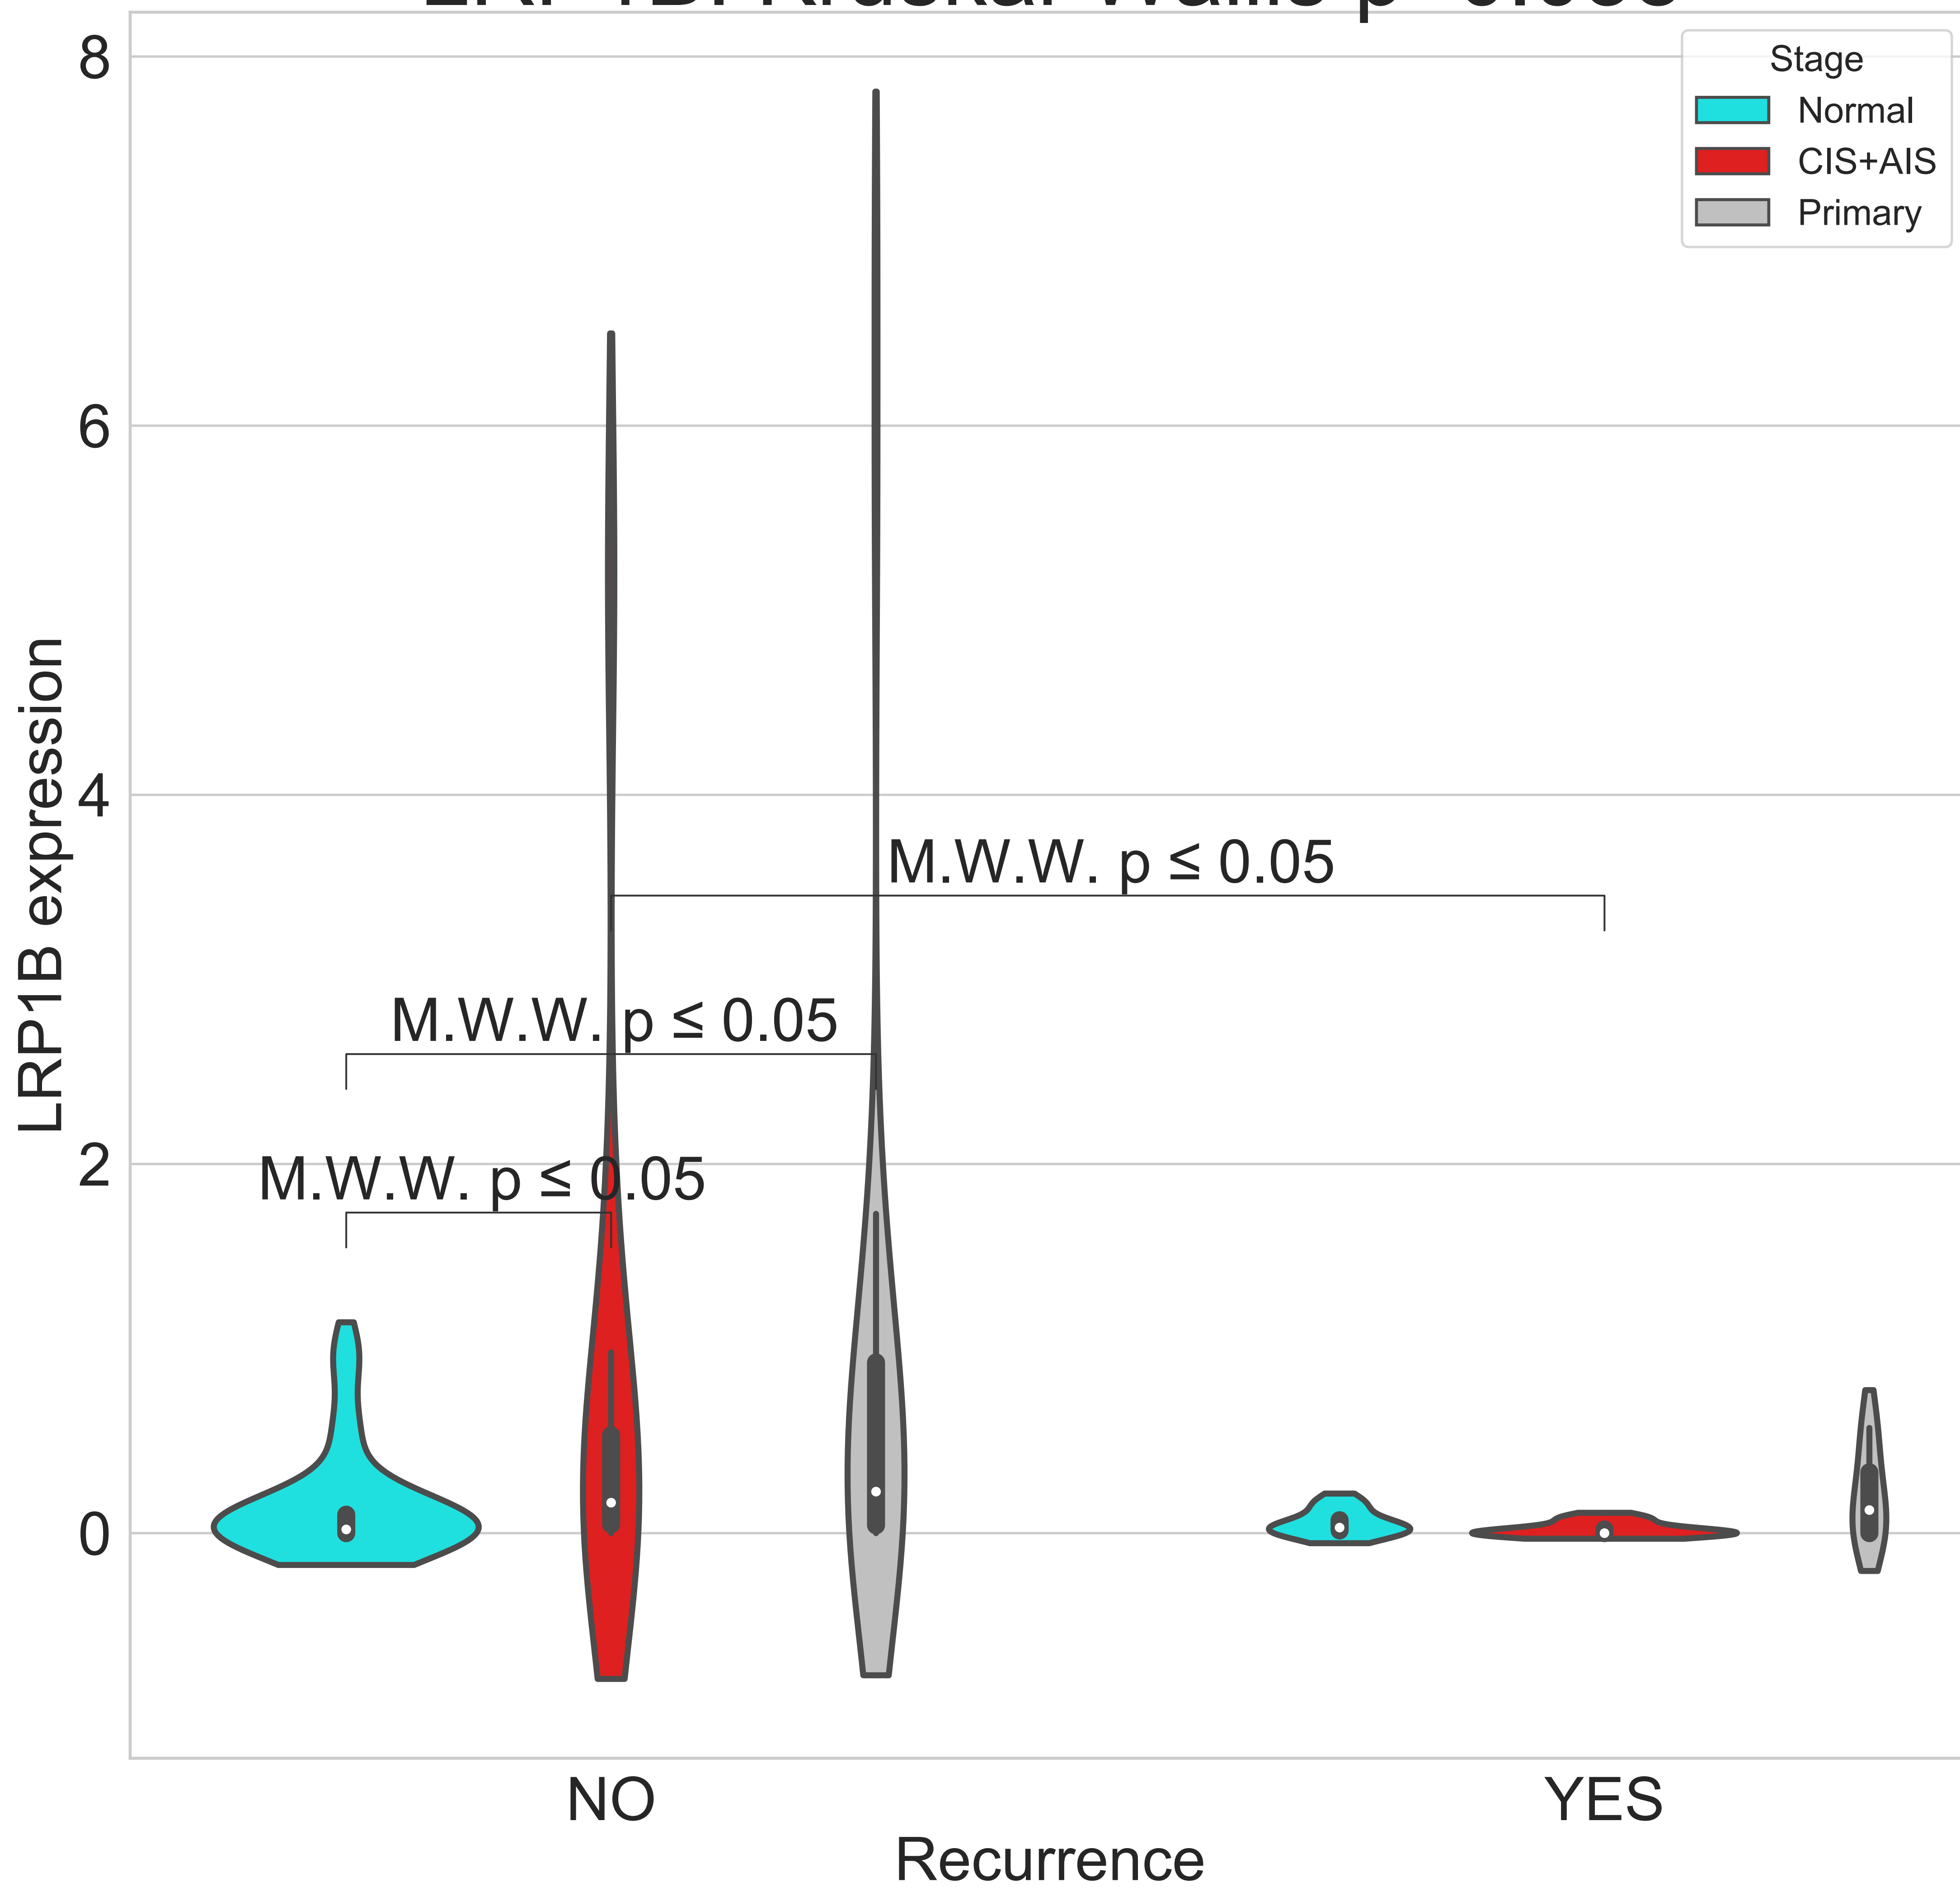 8
Stage
Normal
CIS+AIS
Primary
6
LRP1B expression
4
M.W.W. p ≤ 0.05
M.W.W. p ≤ 0.05
2
M.W.W. p ≤ 0.05
0
NO
YES
Recurrence